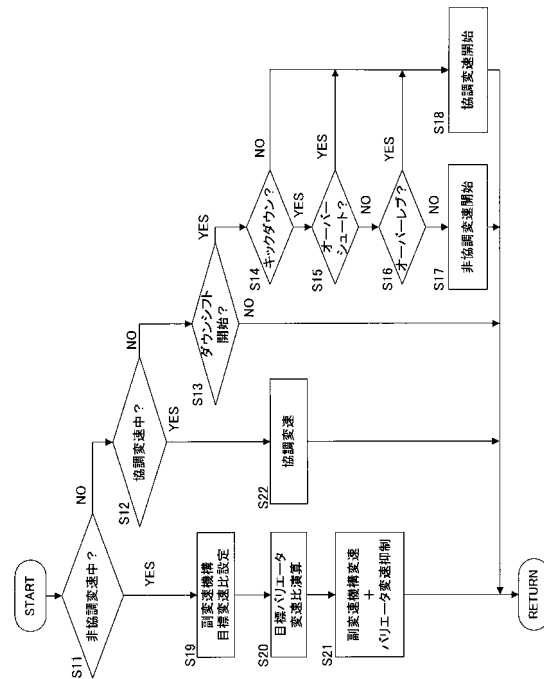 START
S11
非協調変速中？
NO
YES
S12
協調変速中？
NO
YES
S13
ダウンシフト
開始？
YES
NO
S14
キックダウン？
NO
YES
S15
オーバー
シュート？
YES
NO
S16
オーバーレブ？
YES
NO
S17
非協調変速開始
S18
協調変速開始
S19
副変速機構
目標変速比設定
S20
目標バリエータ
変速比演算
S21
副変速機構変速
+
バリエータ変速抑制
S22
協調変速
RETURN